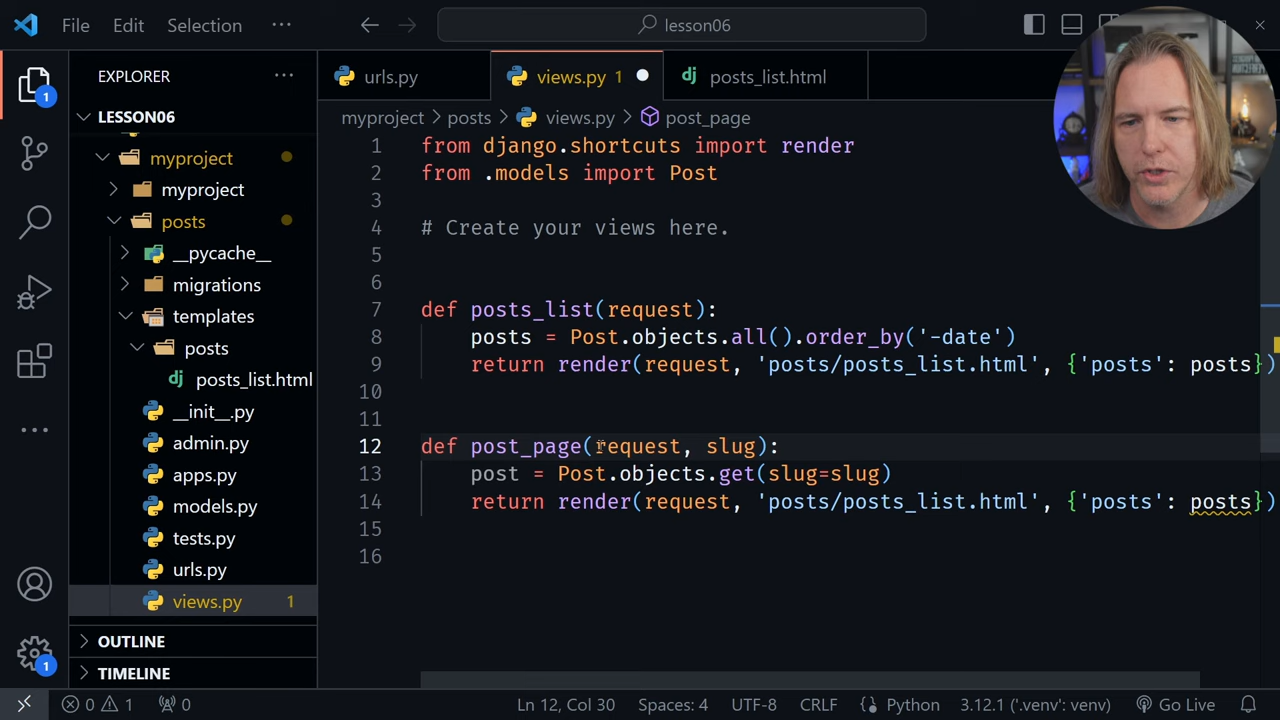 File Edit Selection ··· lesson06
EXPLORER ···
urls.py
views.py 1
posts_list.html
LESSON06
myproject > posts > views.py > post_page
myproject
myproject
posts
__pycache__
migrations
templates
posts
posts_list.html
__init__.py
admin.py
apps.py
models.py
tests.py
urls.py
views.py 1
OUTLINE
TIMELINE
1 from django.shortcuts import render
2 from .models import Post
3
4 # Create your views here.
5
6
7 def posts_list(request):
8 posts = Post.objects.all().order_by('-date')
9 return render(request, 'posts/posts_list.html', {'posts': posts})
10
11
12 def post_page(request, slug):
13 post = Post.objects.get(slug=slug)
14 return render(request, 'posts/posts_list.html', {'posts': posts})
15
16
1
1
0 1 0 Ln 12, Col 30 Spaces: 4 UTF-8 CRLF Python 3.12.1 ('.venv': venv) Go Live